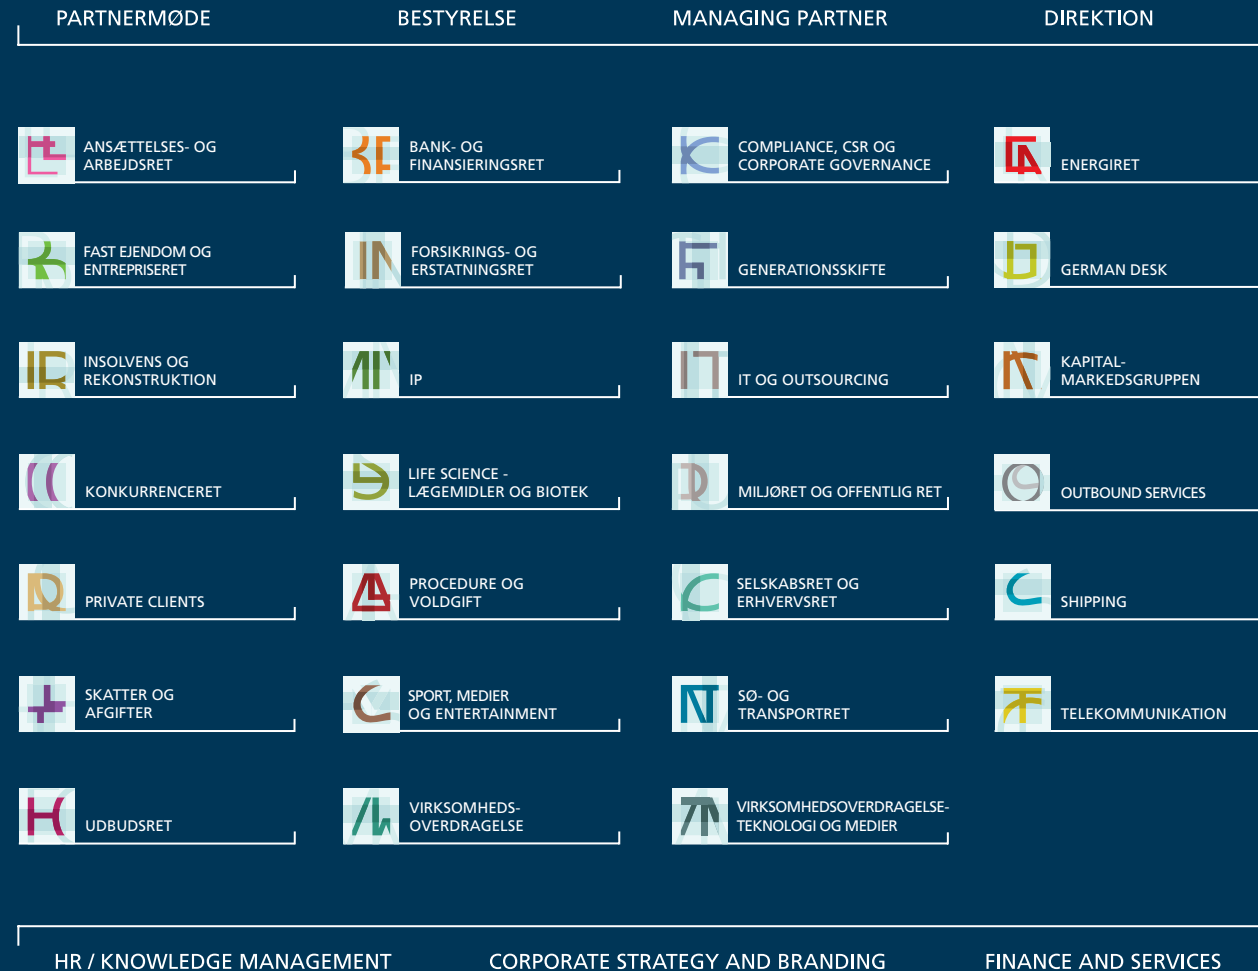 PARTNERMØDE BESTYRELSE MANAGING PARTNER DIREKTION
ANSÆTTELSES- OG
ARBEJDSRET
BANK- OG
FINANSIERINGSRET
COMPLIANCE, CSR OG
CORPORATE GOVERNANCE
ENERGIRET
FAST EJENDOM OG
ENTREPRISERET
FORSIKRINGS- OG
ERSTATNINGSRET
GENERATIONSSKIFTE
GERMAN DESK
INSOLVENS OG
REKONSTRUKTION
IP
IT OG OUTSOURCING
KAPITAL-
MARKEDSGRUPPEN
KONKURRENCERET
LIFE SCIENCE -
LÆGEMIDLER OG BIOTEK
MILJØRET OG OFFENTLIG RET
OUTBOUND SERVICES
PRIVATE CLIENTS
PROCEDURE OG
VOLDGIFT
SELSKABSRET OG
ERHVERVSRET
SHIPPING
SKATTER OG
AFGIFTER
SPORT, MEDIER
OG ENTERTAINMENT
SØ- OG
TRANSPORTRET
TELEKOMMUNIKATION
UDBUDSRET
VIRKSOMHEDS-
OVERDRAGELSE
VIRKSOMHEDSOVERDRAGELSE-
TEKNOLOGI OG MEDIER
HR / KNOWLEDGE MANAGEMENT CORPORATE STRATEGY AND BRANDING FINANCE AND SERVICES